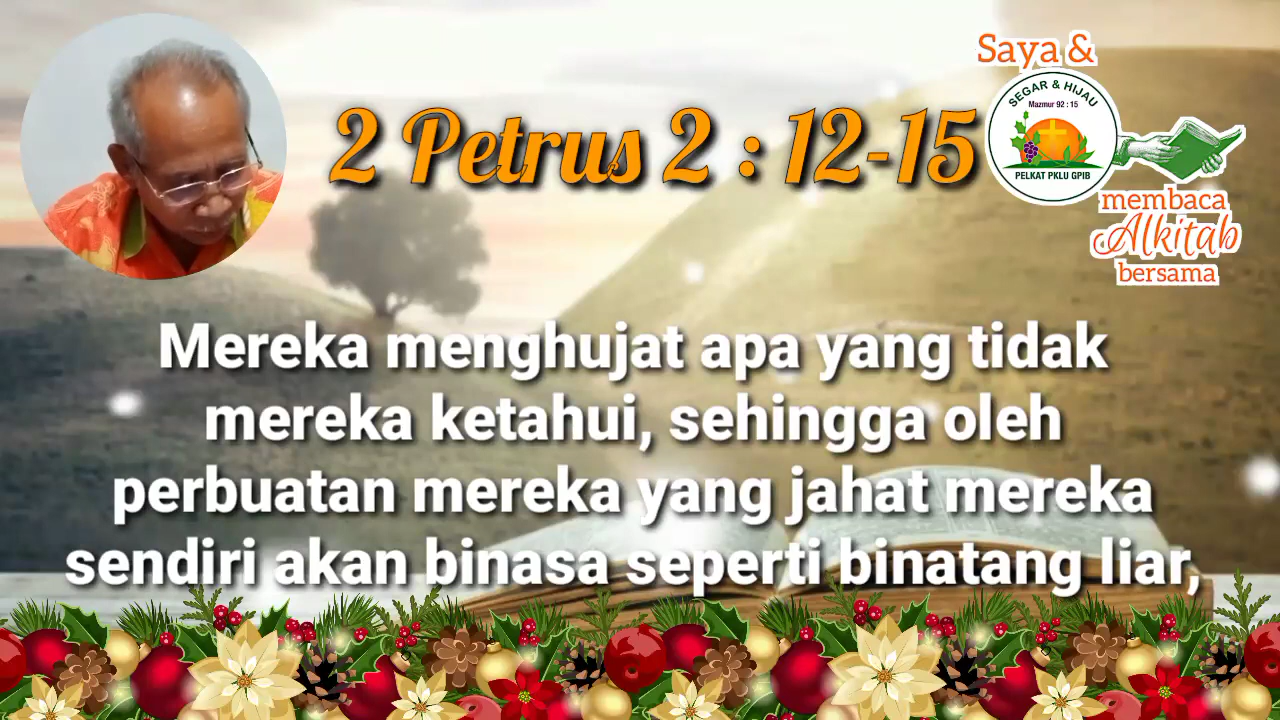 Saya &
SEGAR & HIJAU
Mazmur 92 : 15
PELKAT PKLU GPIB
membaca
Alkitab
bersama
2 Petrus 2 : 12-15
Mereka menghujat apa yang tidak
mereka ketahui, sehingga oleh
perbuatan mereka yang jahat mereka
sendiri akan binasa seperti binatang liar,